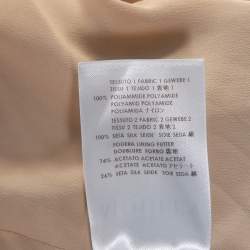 TESSUTO 1 FABRIC 1 GEWEBE 1
TISSU 1 TEJIDO 1 表地 1
100% POLIAMMIDE POLYAMIDE
POLYAMID POLYAMIDE
POLIAMIDA ナイロン
TESSUTO 2 FABRIC 2 GEWEBE 2
TISSU 2 TEJIDO 2 表地 2
100% SETA SILK SEIDE SOIE SEDA 絹
FODERA LINING FUTTER
DOUBLURE FORRO 裏地
74% ACETATO ACETATE ACETAT
ACETATE ACETATO アセテート
26% SETA SILK SEIDE SOIE SEDA 絹